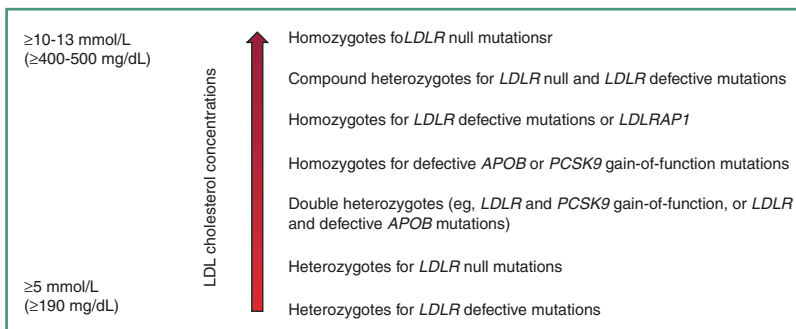 ≥10-13 mmol/L
(≥400-500 mg/dL)
LDL cholesterol concentrations
≥5 mmol/L
(≥190 mg/dL)
Homozygotes foLDLR null mutationsr
Compound heterozygotes for LDLR null and LDLR defective mutations
Homozygotes for LDLR defective mutations or LDLRAP1
Homozygotes for defective APOB or PCSK9 gain-of-function mutations
Double heterozygotes (eg, LDLR and PCSK9 gain-of-function, or LDLR
and defective APOB mutations)
Heterozygotes for LDLR null mutations
Heterozygotes for LDLR defective mutations